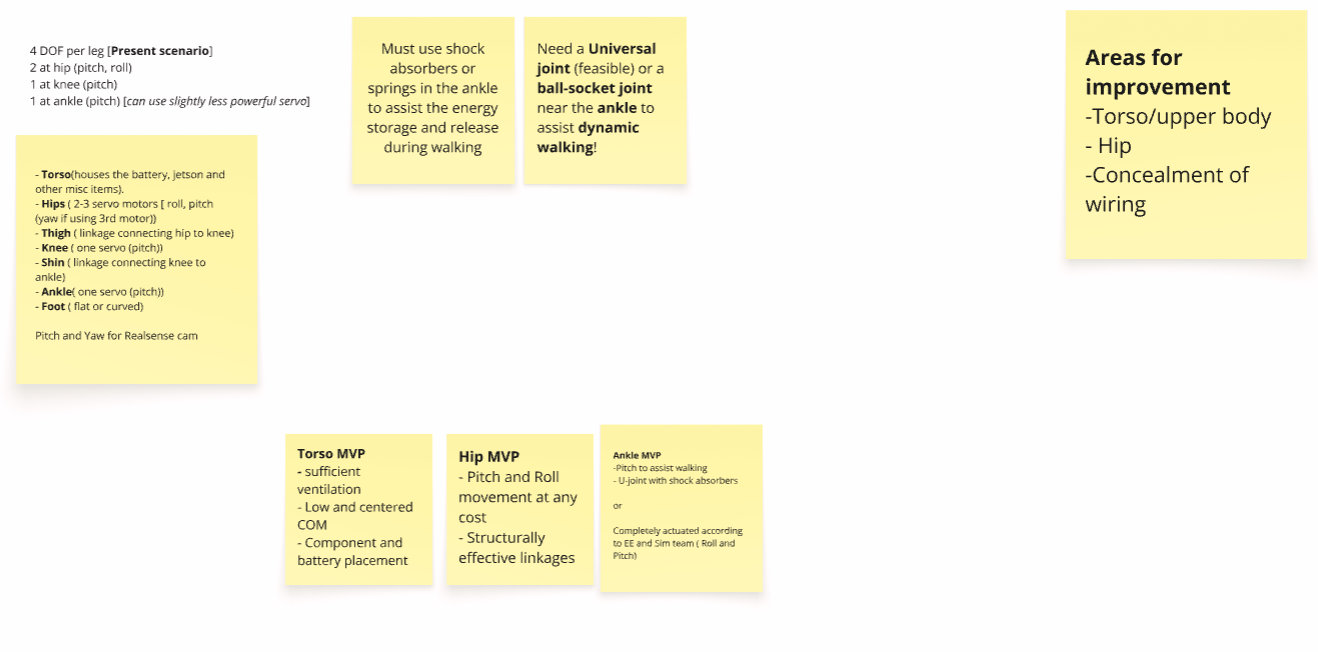 4 DOF per leg [Present scenario]
2 at hip (pitch, roll)
1 at knee (pitch)
1 at ankle (pitch) [can use slightly less powerful servo]
- Torso(houses the battery, jetson and
other misc items).
- Hips ( 2-3 servo motors [ roll, pitch
(yaw if using 3rd motor))
- Thigh ( linkage connecting hip to knee)
- Knee ( one servo (pitch))
- Shin ( linkage connecting knee to
ankle)
- Ankle( one servo (pitch))
- Foot ( flat or curved)
Pitch and Yaw for Realsense cam
Must use shock
absorbers or
springs in the ankle
to assist the energy
storage and release
during walking
Need a Universal
joint (feasible) or a
ball-socket joint
near the ankle to
assist dynamic
walking!
Areas for
improvement
-Torso/upper body
- Hip
-Concealment of
wiring
Torso MVP
- sufficient
ventilation
- Low and centered
COM
- Component and
battery placement
Hip MVP
- Pitch and Roll
movement at any
cost
- Structurally
effective linkages
Ankle MVP
-Pitch to assist walking
- U-joint with shock absorbers
or
Completely actuated according
to EE and Sim team ( Roll and
Pitch)